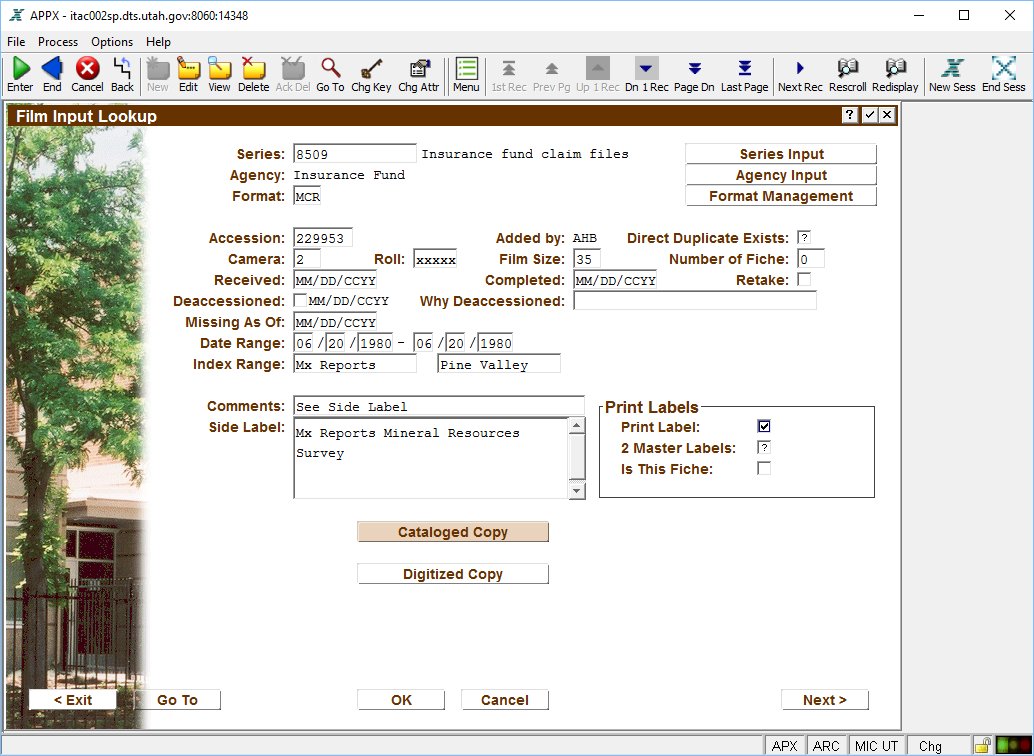 APPX - itac002sp.dts.utah.gov:8060:14348
File Process Options Help
Enter End Cancel Back New Edit View Delete Ack Del Go To Chg Key Chg Attr Menu 1st Rec Prev Pg Up 1 Rec Dn 1 Rec Page Dn Last Page Next Rec Rescroll Redisplay New Sess End Sess
Film Input Lookup ?
Series: 8509 Insurance fund claim files Series Input
Agency: Insurance Fund Agency Input
Format: MCR Format Management
Accession: 229953 Added by: AHB Direct Duplicate Exists: ?
Camera: 2 Roll: xxxxx Film Size: 35 Number of Fiche: 0
Received: MM/DD/CCYY Completed: MM/DD/CCYY Retake:
Deaccessioned: MM/DD/CCYY Why Deaccessioned:
Missing As Of: MM/DD/CCYY
Date Range: 06 / 20 / 1980 - 06 / 20 / 1980
Index Range: Mx Reports Pine Valley
Comments: See Side Label
Print Labels
Side Label: Mx Reports Mineral Resources
Survey
Print Label:
2 Master Labels: ?
Is This Fiche:
Cataloged Copy
Digitized Copy
< Exit Go To OK Cancel Next >
APX ARC MIC UT Chg